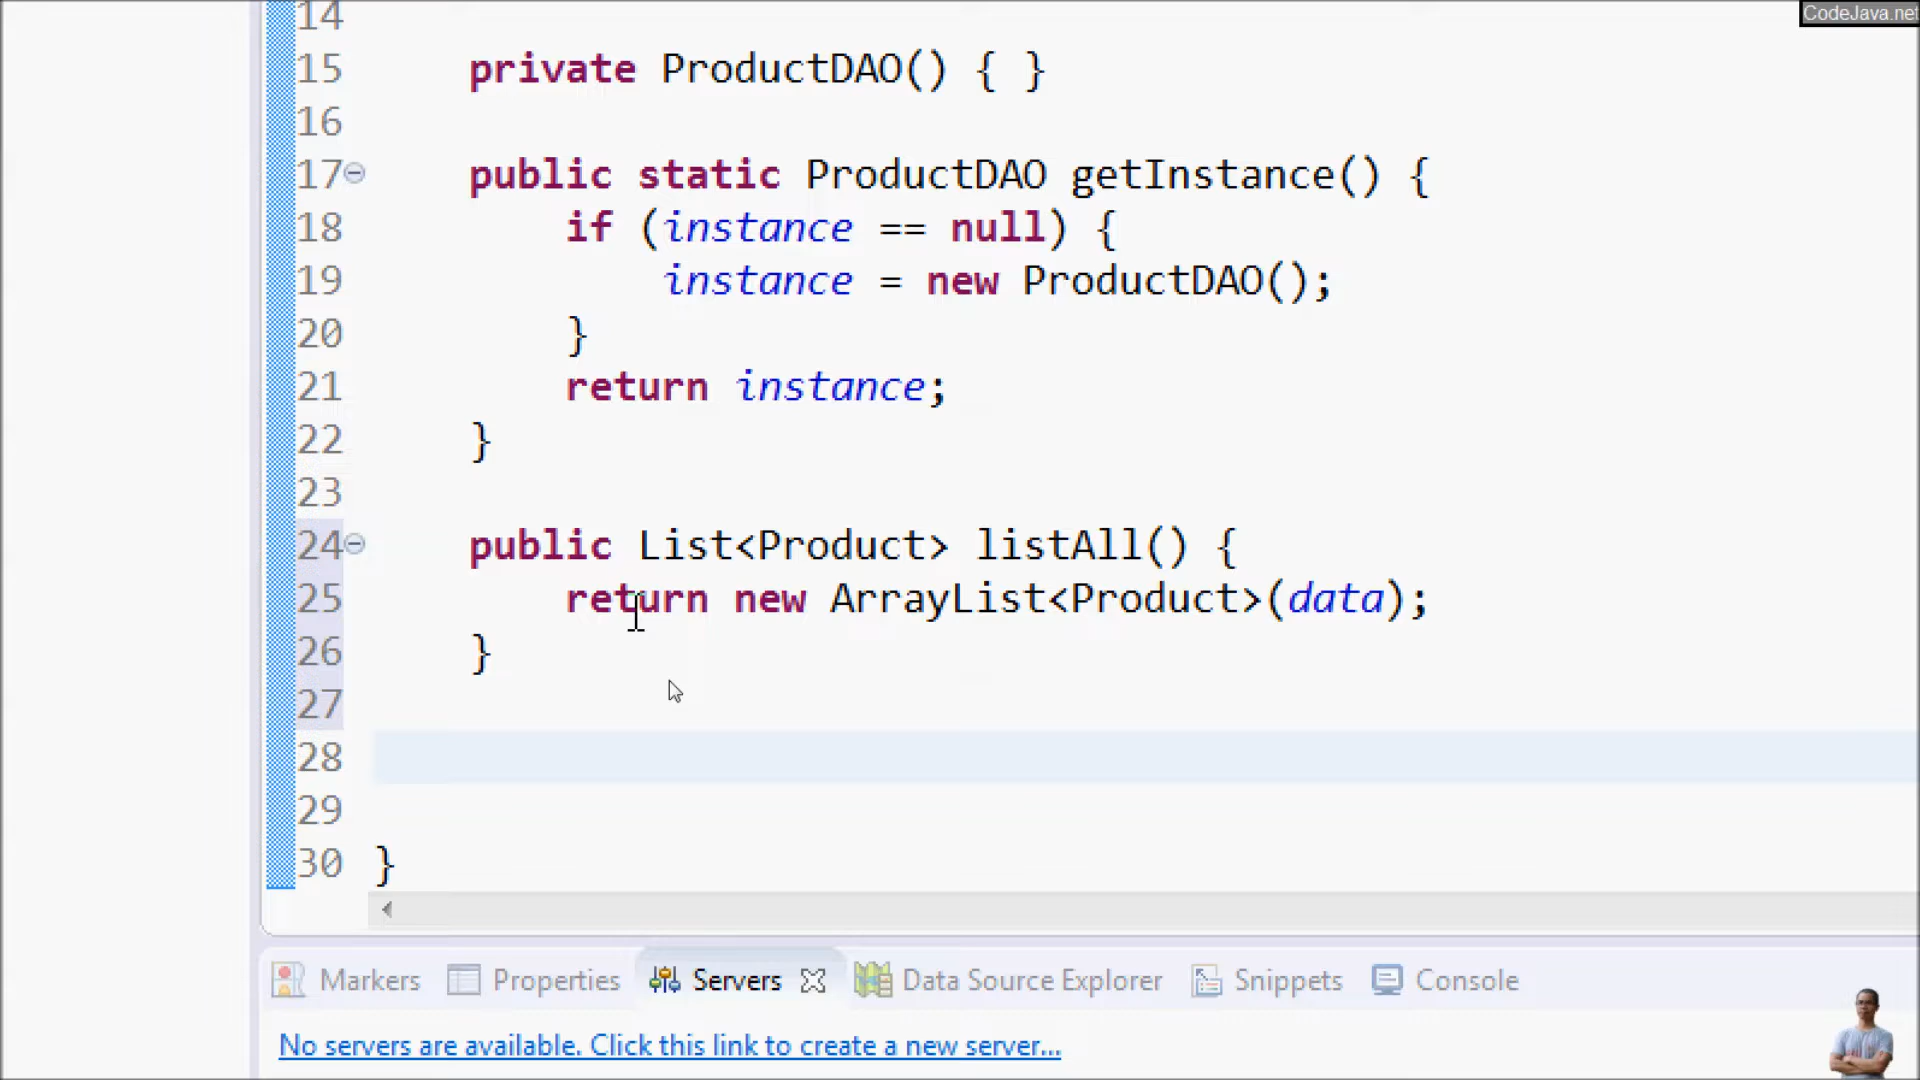 CodeJava.net
14
15 private ProductDAO() { }
16
17 public static ProductDAO getInstance() {
18 if (instance == null) {
19 instance = new ProductDAO();
20 }
21 return instance;
22 }
23
24 public List<Product> listAll() {
25 return new ArrayList<Product>(data);
26 }
27
28
29
30 }
Markers Properties Servers Data Source Explorer Snippets Console
No servers are available. Click this link to create a new server...